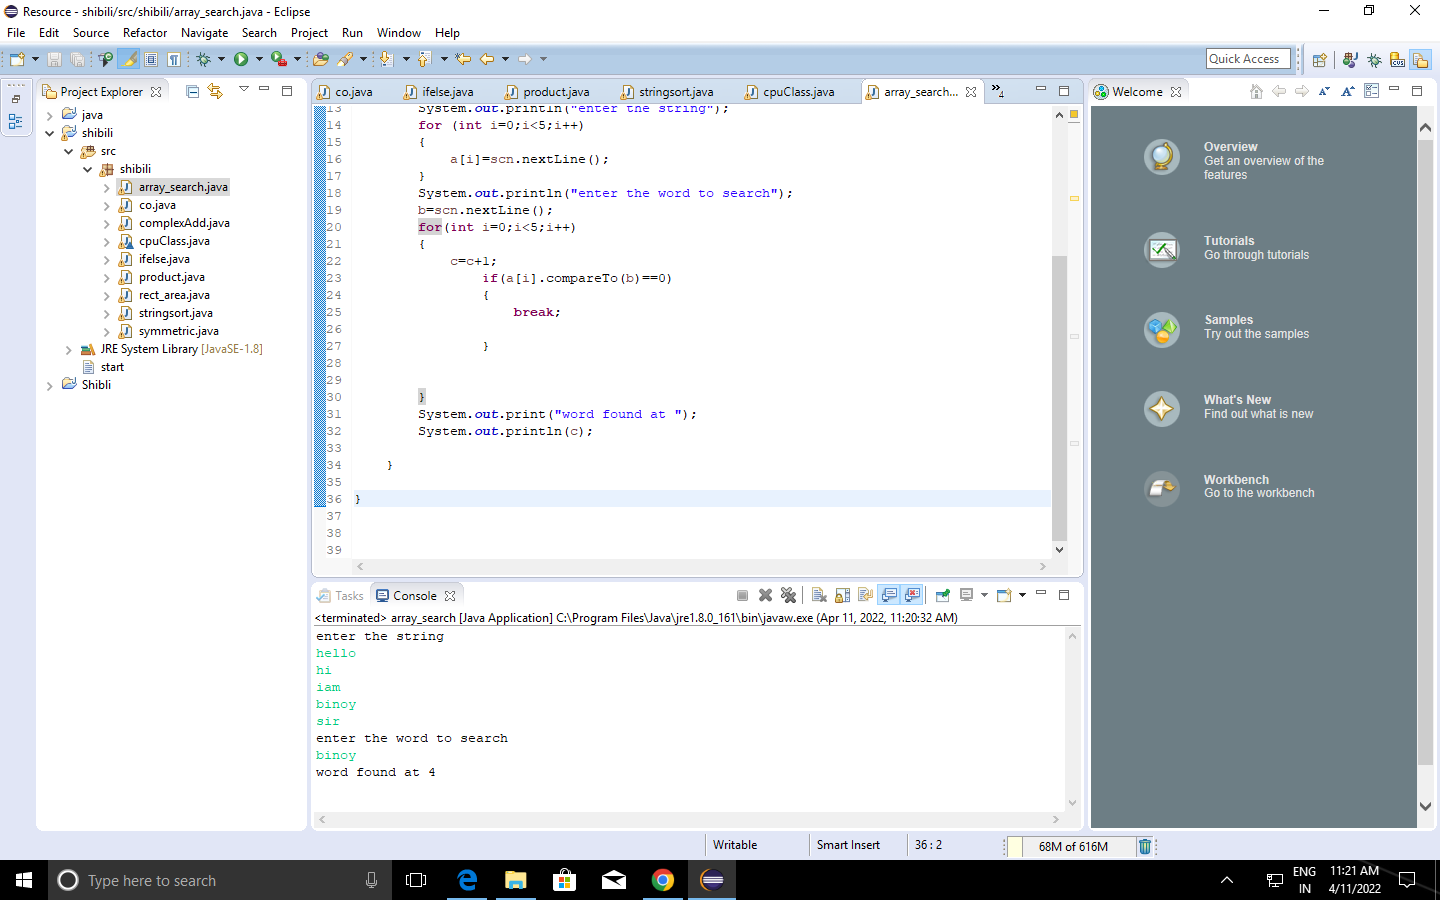 Resource - shibili/src/shibili/array_search.java - Eclipse
File Edit Source Refactor Navigate Search Project Run Window Help
Quick Access
Project Explorer
java
shibili
src
shibili
array_search.java
co.java
complexAdd.java
cpuClass.java
ifelse.java
product.java
rect_area.java
stringsort.java
symmetric.java
JRE System Library [JavaSE-1.8]
start
Shibli
co.java ifelse.java product.java stringsort.java cpuClass.java array_search... »4
13 System.out.println("enter the string");
14 for (int i=0;i<5;i++)
15 {
16 a[i]=scn.nextLine();
17 }
18 System.out.println("enter the word to search");
19 b=scn.nextLine();
20 for(int i=0;i<5;i++)
21 {
22 c=c+1;
23 if(a[i].compareTo(b)==0)
24 {
25 break;
26
27 }
28
29
30 }
31 System.out.print("word found at ");
32 System.out.println(c);
33
34 }
35
36 }
37
38
39
Tasks Console
<terminated> array_search [Java Application] C:\Program Files\Java\jre1.8.0_161\bin\javaw.exe (Apr 11, 2022, 11:20:32 AM)
enter the string
hello
hi
iam
binoy
sir
enter the word to search
binoy
word found at 4
Welcome
Overview
Get an overview of the
features
Tutorials
Go through tutorials
Samples
Try out the samples
What's New
Find out what is new
Workbench
Go to the workbench
Writable Smart Insert 36 : 2 68M of 616M
Type here to search
ENG
IN
11:21 AM
4/11/2022